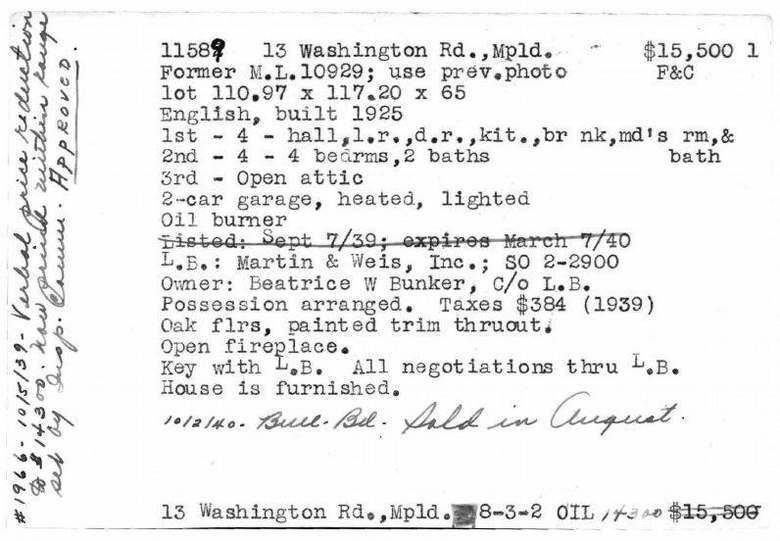 11589 13 Washington Rd.,Mpld. $15,500 1
Former M.L.10929; use prev.photo F&C
lot 110.97 x 117.20 x 65
English, built 1925
1st - 4 - hall,l.r.,d.r.,kit.,br nk,md's rm,&
2nd - 4 - 4 bedrms,2 baths bath
3rd - Open attic
2-car garage, heated, lighted
Oil burner
Listed: Sept 7/39; expires March 7/40
L.B.: Martin & Weis, Inc.; SO 2-2900
Owner: Beatrice W Bunker, C/o L.B.
Possession arranged. Taxes $384 (1939)
Oak flrs, painted trim thruout.
Open fireplace.
Key with L.B. All negotiations thru L.B.
House is furnished.
10/2/40. Bull. Bd. Sold in August.
13 Washington Rd.,Mpld. 8-3-2 OIL 14300 $15,500
#1966-10/5/39- Verbal price reduction
to $14300. now priced within range
set by Insp. Comm. APPROVED.